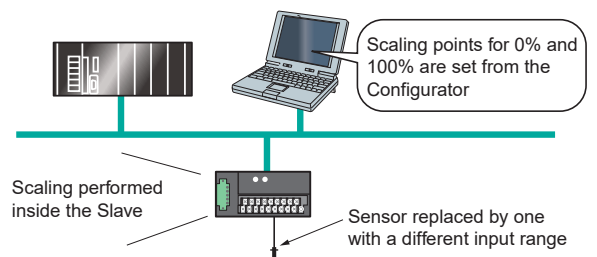 Scaling points for 0% and
100% are set from the
Configurator
Scaling performed
inside the Slave
Sensor replaced by one
with a different input range